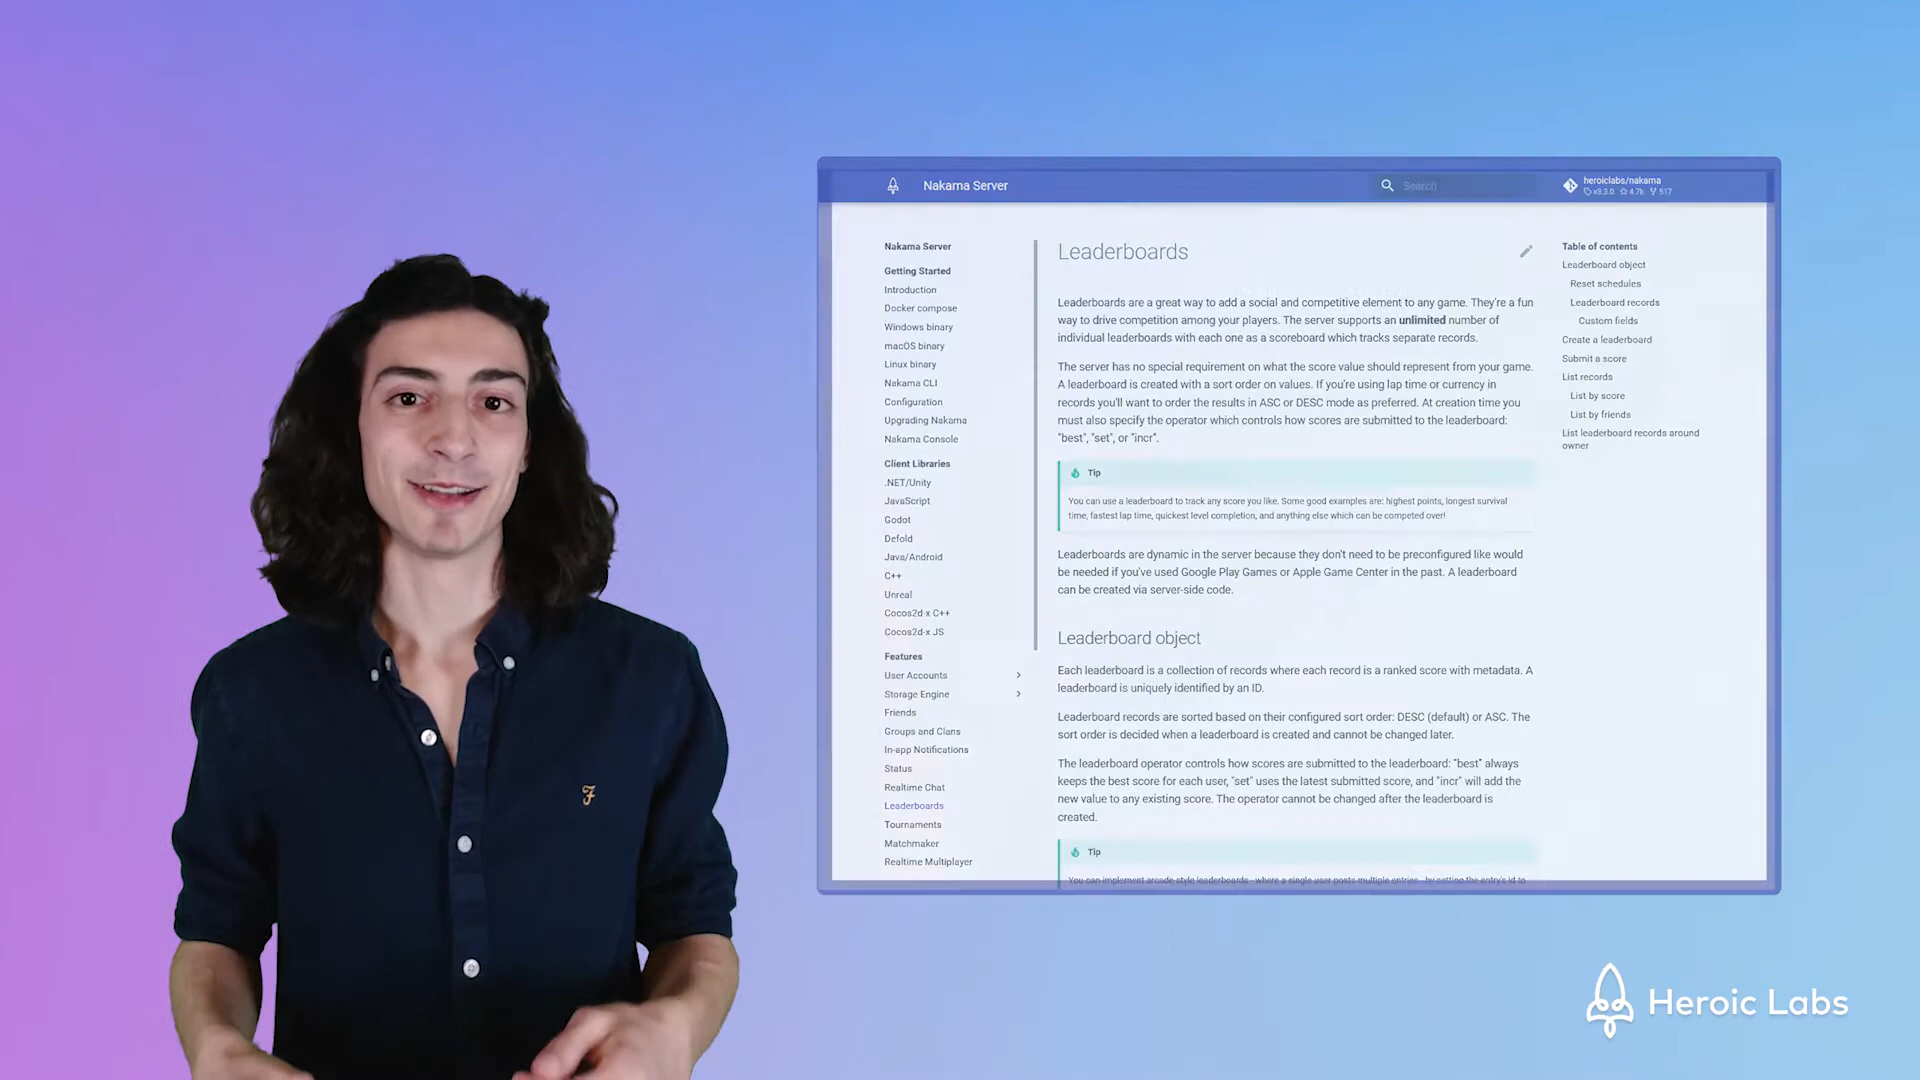 Nakama Server
Search
heroiclabs/nakama
v3.3.0 4.7k 517
Nakama Server
Getting Started
Introduction
Docker compose
Windows binary
macOS binary
Linux binary
Nakama CLI
Configuration
Upgrading Nakama
Nakama Console
Client Libraries
.NET/Unity
JavaScript
Godot
Defold
Java/Android
C++
Unreal
Cocos2d-x C++
Cocos2d-x JS
Features
User Accounts
Storage Engine
Friends
Groups and Clans
In-app Notifications
Status
Realtime Chat
Leaderboards
Tournaments
Matchmaker
Realtime Multiplayer
Leaderboards
Leaderboards are a great way to add a social and competitive element to any game. They're a fun
way to drive competition among your players. The server supports an unlimited number of
individual leaderboards with each one as a scoreboard which tracks separate records.
The server has no special requirement on what the score value should represent from your game.
A leaderboard is created with a sort order on values. If you're using lap time or currency in
records you'll want to order the results in ASC or DESC mode as preferred. At creation time you
must also specify the operator which controls how scores are submitted to the leaderboard:
"best", "set", or "incr".
Tip
You can use a leaderboard to track any score you like. Some good examples are: highest points, longest survival
time, fastest lap time, quickest level completion, and anything else which can be competed over!
Leaderboards are dynamic in the server because they don't need to be preconfigured like would
be needed if you've used Google Play Games or Apple Game Center in the past. A leaderboard
can be created via server-side code.
Leaderboard object
Each leaderboard is a collection of records where each record is a ranked score with metadata. A
leaderboard is uniquely identified by an ID.
Leaderboard records are sorted based on their configured sort order: DESC (default) or ASC. The
sort order is decided when a leaderboard is created and cannot be changed later.
The leaderboard operator controls how scores are submitted to the leaderboard: "best" always
keeps the best score for each user, "set" uses the latest submitted score, and "incr" will add the
new value to any existing score. The operator cannot be changed after the leaderboard is
created.
Tip
You can implement arcade style leaderboards - where a single user posts multiple entries - by setting the entry's id to
Table of contents
Leaderboard object
Reset schedules
Leaderboard records
Custom fields
Create a leaderboard
Submit a score
List records
List by score
List by friends
List leaderboard records around
owner
Heroic Labs